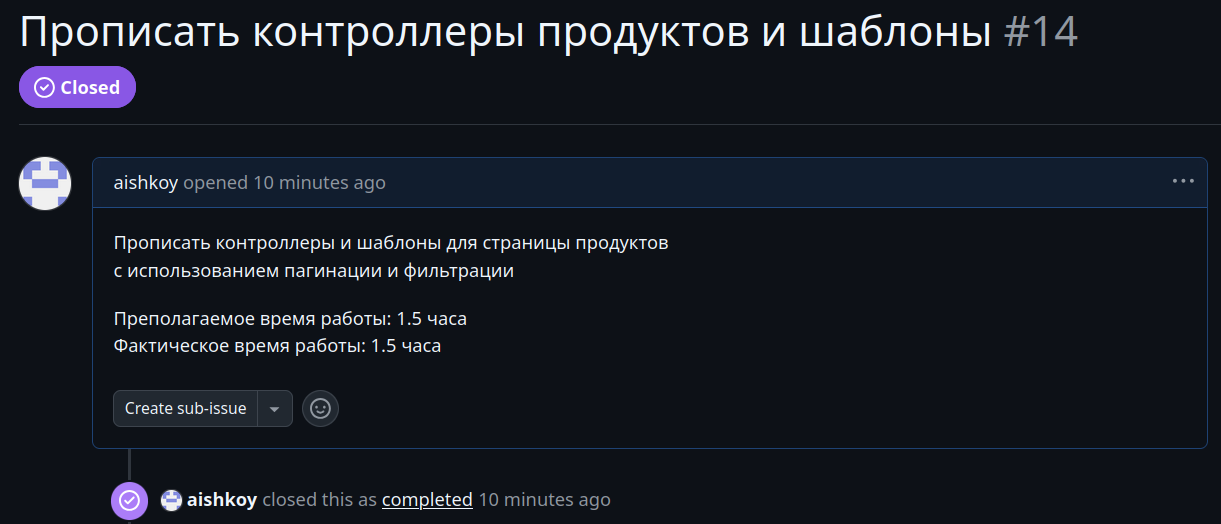 Прописать контроллеры продуктов и шаблоны #14
Closed
aishkoy opened 10 minutes ago
Прописать контроллеры и шаблоны для страницы продуктов
с использованием пагинации и фильтрации
Преполагаемое время работы: 1.5 часа
Фактическое время работы: 1.5 часа
Create sub-issue
aishkoy closed this as completed 10 minutes ago